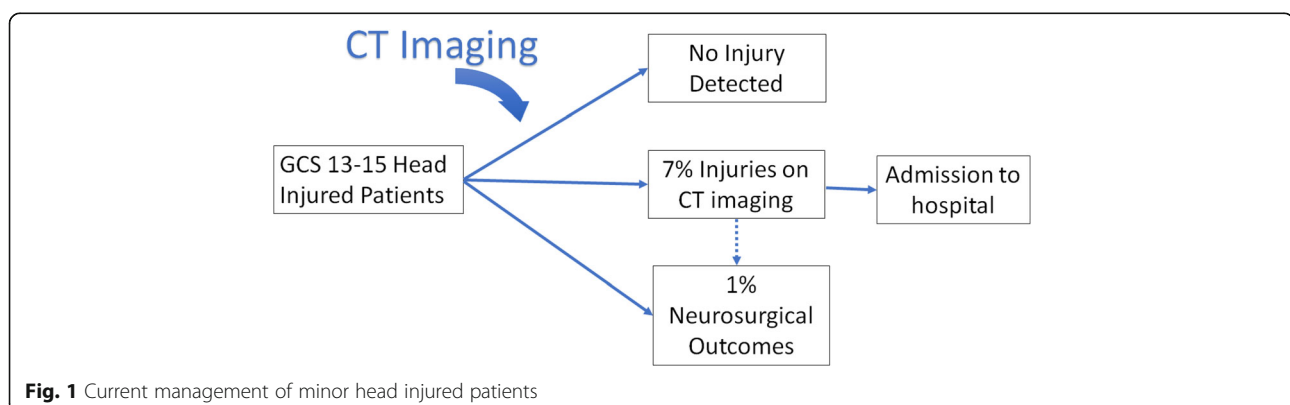 CT Imaging
No Injury
Detected
GCS 13-15 Head
Injured Patients
7% Injuries on
CT imaging
Admission to
hospital
1%
Neurosurgical
Outcomes
Fig. 1 Current management of minor head injured patients